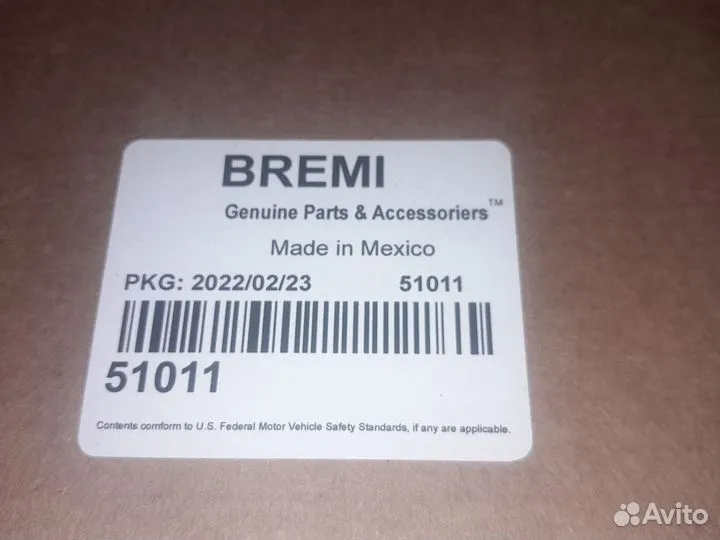 BREMI
Genuine Parts & Accessoriers™
Made in Mexico
PKG: 2022/02/23 51011
51011
Contents comform to U.S. Federal Motor Vehicle Safety Standards, if any are applicable.
Avito